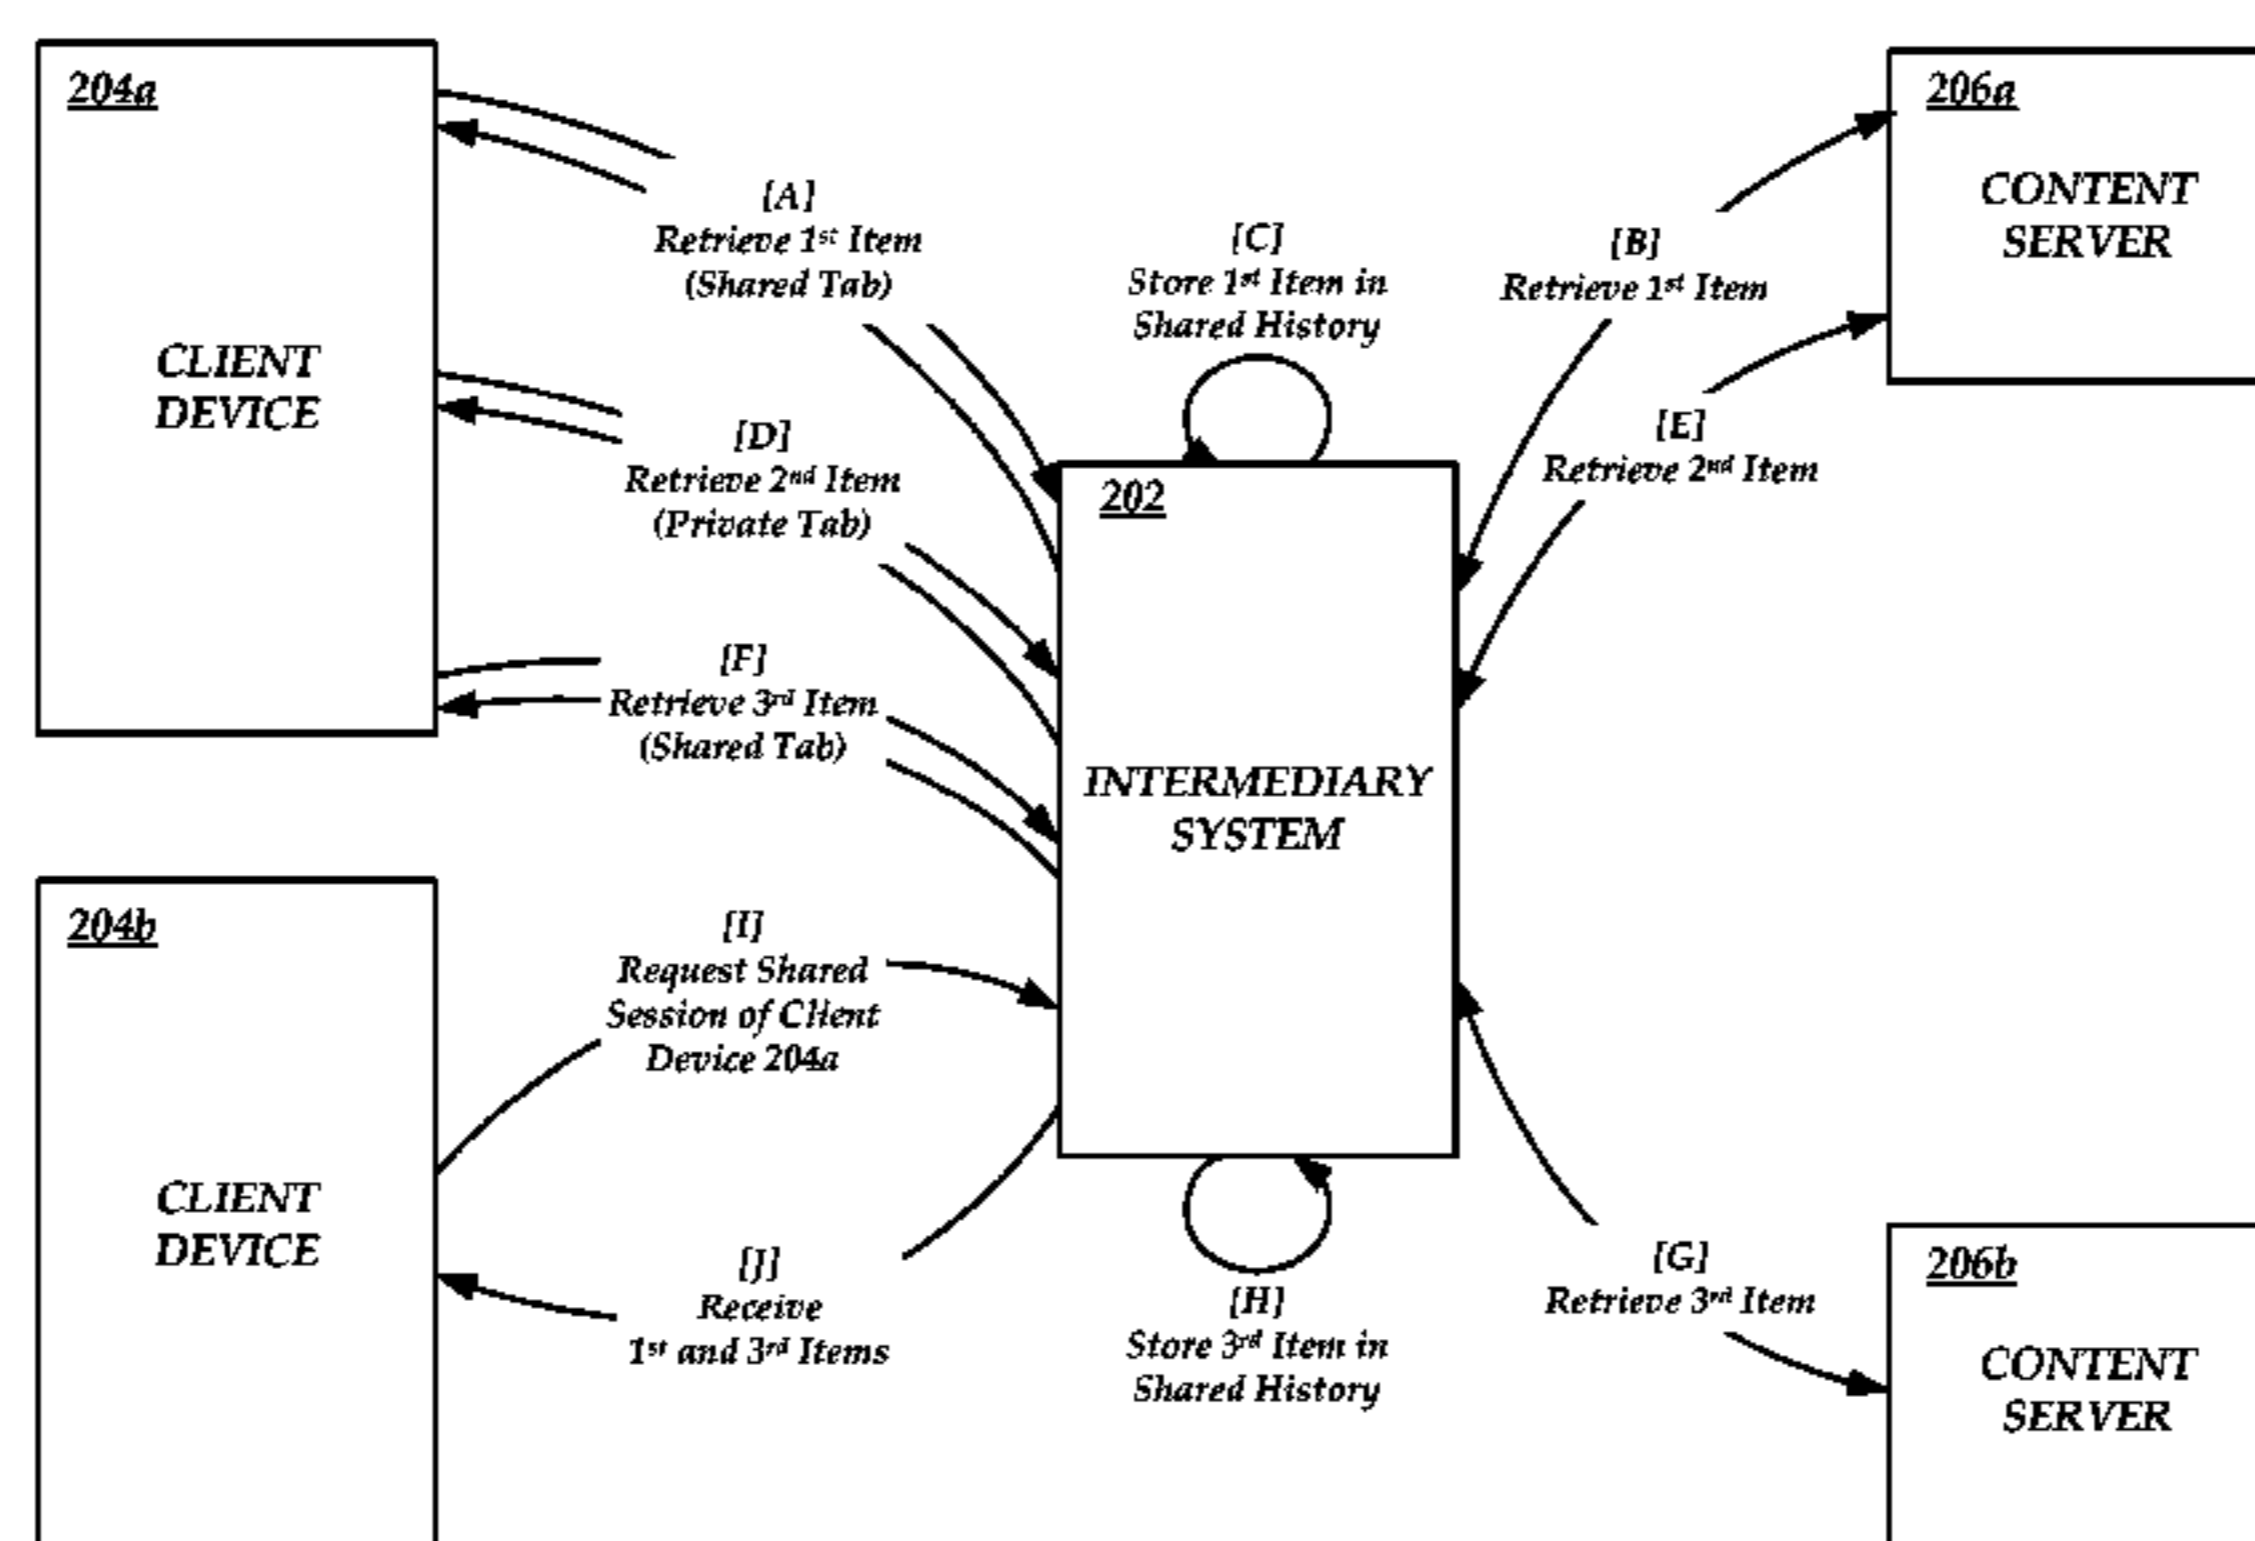 204a
CLIENT
DEVICE
[A]
Retrieve 1st Item
(Shared Tab)
[D]
Retrieve 2nd Item
(Private Tab)
[F]
Retrieve 3rd Item
(Shared Tab)
[C]
Store 1st Item in
Shared History
202
INTERMEDIARY
SYSTEM
[B]
Retrieve 1st Item
[E]
Retrieve 2nd Item
206a
CONTENT
SERVER
204b
CLIENT
DEVICE
[I]
Request Shared
Session of Client
Device 204a
[J]
Receive
1st and 3rd Items
[H]
Store 3rd Item in
Shared History
[G]
Retrieve 3rd Item
206b
CONTENT
SERVER